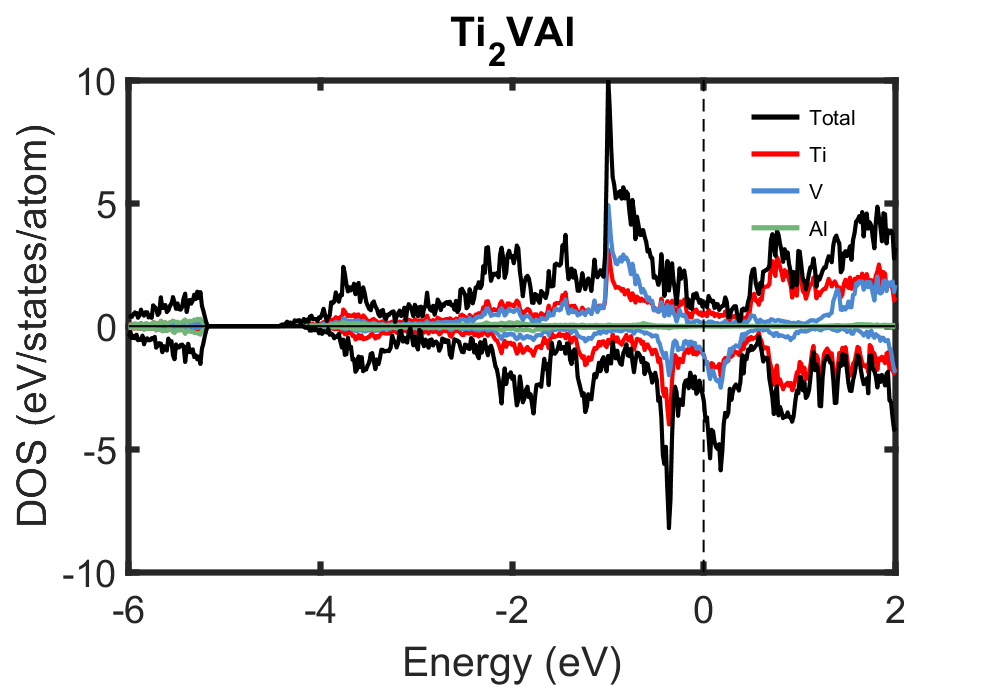 Ti2VAl
10
5
0
-5
-10
DOS (eV/states/atom)
Total
Ti
V
Al
-6 -4 -2 0 2
Energy (eV)